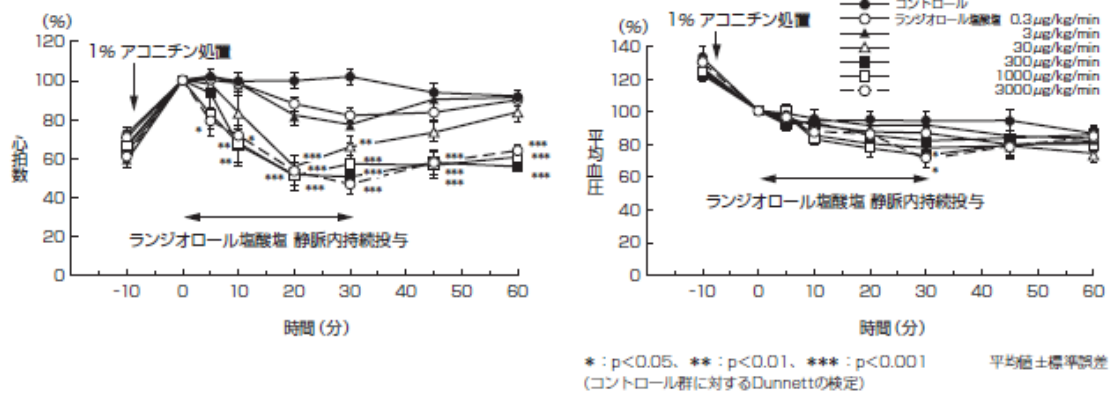 (%)
120
100
80
60
40
20
0
心拍数
1% アコニチン処置
* * ** ** *** *** *** ** *** *** *** *** *** *** *** *** ***
ランジオロール塩酸塩 静脈内持続投与
-10 0 10 20 30 40 50 60
時間(分)
(%)
140
120
100
80
60
40
20
0
平均血圧
1% アコニチン処置
コントロール
ランジオロール塩酸塩 0.3μg/kg/min
3μg/kg/min
30μg/kg/min
300μg/kg/min
1000μg/kg/min
3000μg/kg/min
*
ランジオロール塩酸塩 静脈内持続投与
-10 0 10 20 30 40 50 60
時間(分)
*:p<0.05、**:p<0.01、***:p<0.001 平均値±標準誤差
(コントロール群に対するDunnettの検定)